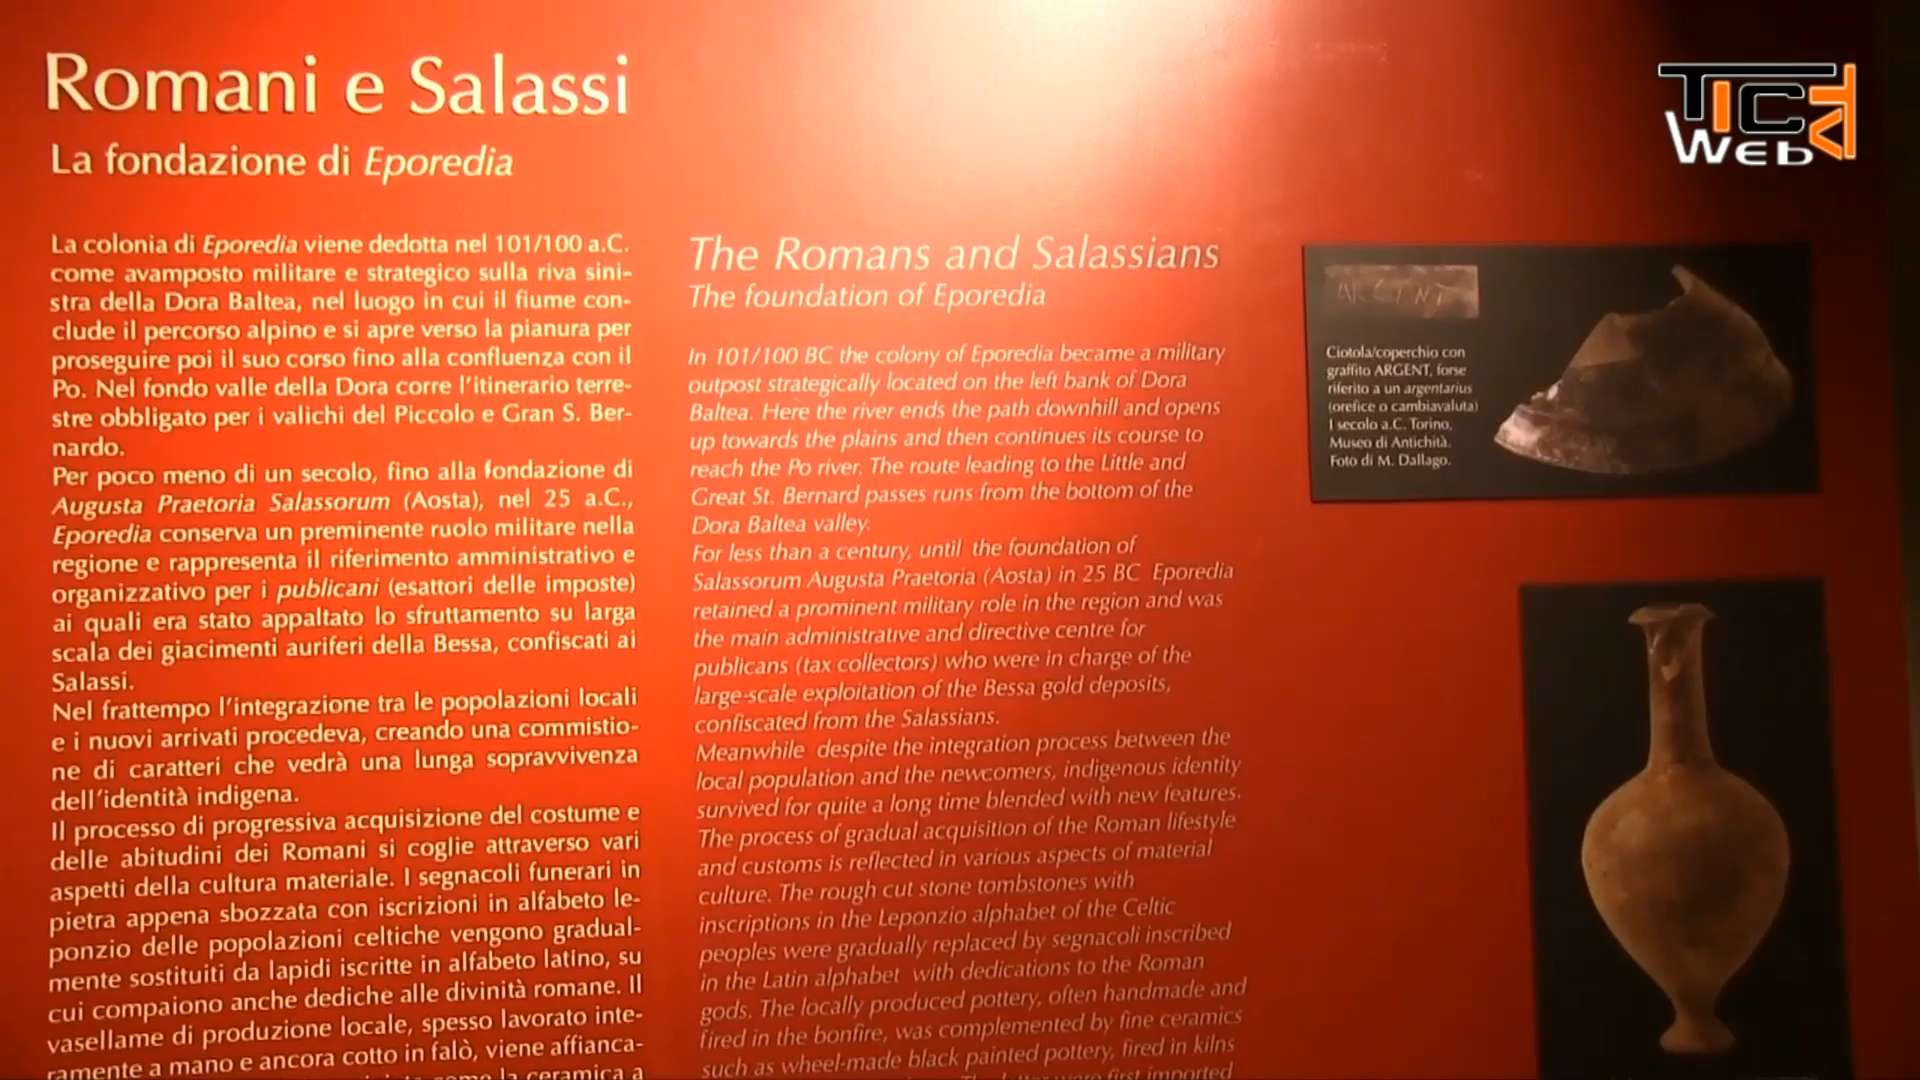 Romani e Salassi
La fondazione di Eporedia
La colonia di Eporedia viene dedotta nel 101/100 a.C.
come avamposto militare e strategico sulla riva sini-
stra della Dora Baltea, nel luogo in cui il fiume con-
clude il percorso alpino e si apre verso la pianura per
proseguire poi il suo corso fino alla confluenza con il
Po. Nel fondo valle della Dora corre l'itinerario terre-
stre obbligato per i valichi del Piccolo e Gran S. Ber-
nardo.
Per poco meno di un secolo, fino alla fondazione di
Augusta Praetoria Salassorum (Aosta), nel 25 a.C.,
Eporedia conserva un preminente ruolo militare nella
regione e rappresenta il riferimento amministrativo e
organizzativo per i publicani (esattori delle imposte)
ai quali era stato appaltato lo sfruttamento su larga
scala dei giacimenti auriferi della Bessa, confiscati ai
Salassi.
Nel frattempo l'integrazione tra le popolazioni locali
e i nuovi arrivati procedeva, creando una commistio-
ne di caratteri che vedrà una lunga sopravvivenza
dell'identità indigena.
Il processo di progressiva acquisizione del costume e
delle abitudini dei Romani si coglie attraverso vari
aspetti della cultura materiale. I segnacoli funerari in
pietra appena sbozzata con iscrizioni in alfabeto le-
ponzio delle popolazioni celtiche vengono gradual-
mente sostituiti da lapidi iscritte in alfabeto latino, su
cui compaiono anche dediche alle divinità romane. Il
vasellame di produzione locale, spesso lavorato inte-
ramente a mano e ancora cotto in falò, viene affianca-
come la ceramica a
The Romans and Salassians
The foundation of Eporedia
In 101/100 BC the colony of Eporedia became a military
outpost strategically located on the left bank of Dora
Baltea. Here the river ends the path downhill and opens
up towards the plains and then continues its course to
reach the Po river. The route leading to the Little and
Great St. Bernard passes runs from the bottom of the
Dora Baltea valley.
For less than a century, until the foundation of
Salassorum Augusta Praetoria (Aosta) in 25 BC Eporedia
retained a prominent military role in the region and was
the main administrative and directive centre for
publicans (tax collectors) who were in charge of the
large-scale exploitation of the Bessa gold deposits,
confiscated from the Salassians.
Meanwhile despite the integration process between the
local population and the newcomers, indigenous identity
survived for quite a long time blended with new features.
The process of gradual acquisition of the Roman lifestyle
and customs is reflected in various aspects of material
culture. The rough cut stone tombstones with
inscriptions in the Leponzio alphabet of the Celtic
peoples were gradually replaced by segnacoli inscribed
in the Latin alphabet with dedications to the Roman
gods. The locally produced pottery, often handmade and
fired in the bonfire, was complemented by fine ceramics
such as wheel-made black painted pottery, fired in kilns
were first imported
ARGENT
Ciotola/coperchio con
graffito ARGENT, forse
riferito a un argentarius
(orefice o cambiavaluta)
I secolo a.C. Torino,
Museo di Antichità.
Foto di M. Dallago.
TICTV
Web